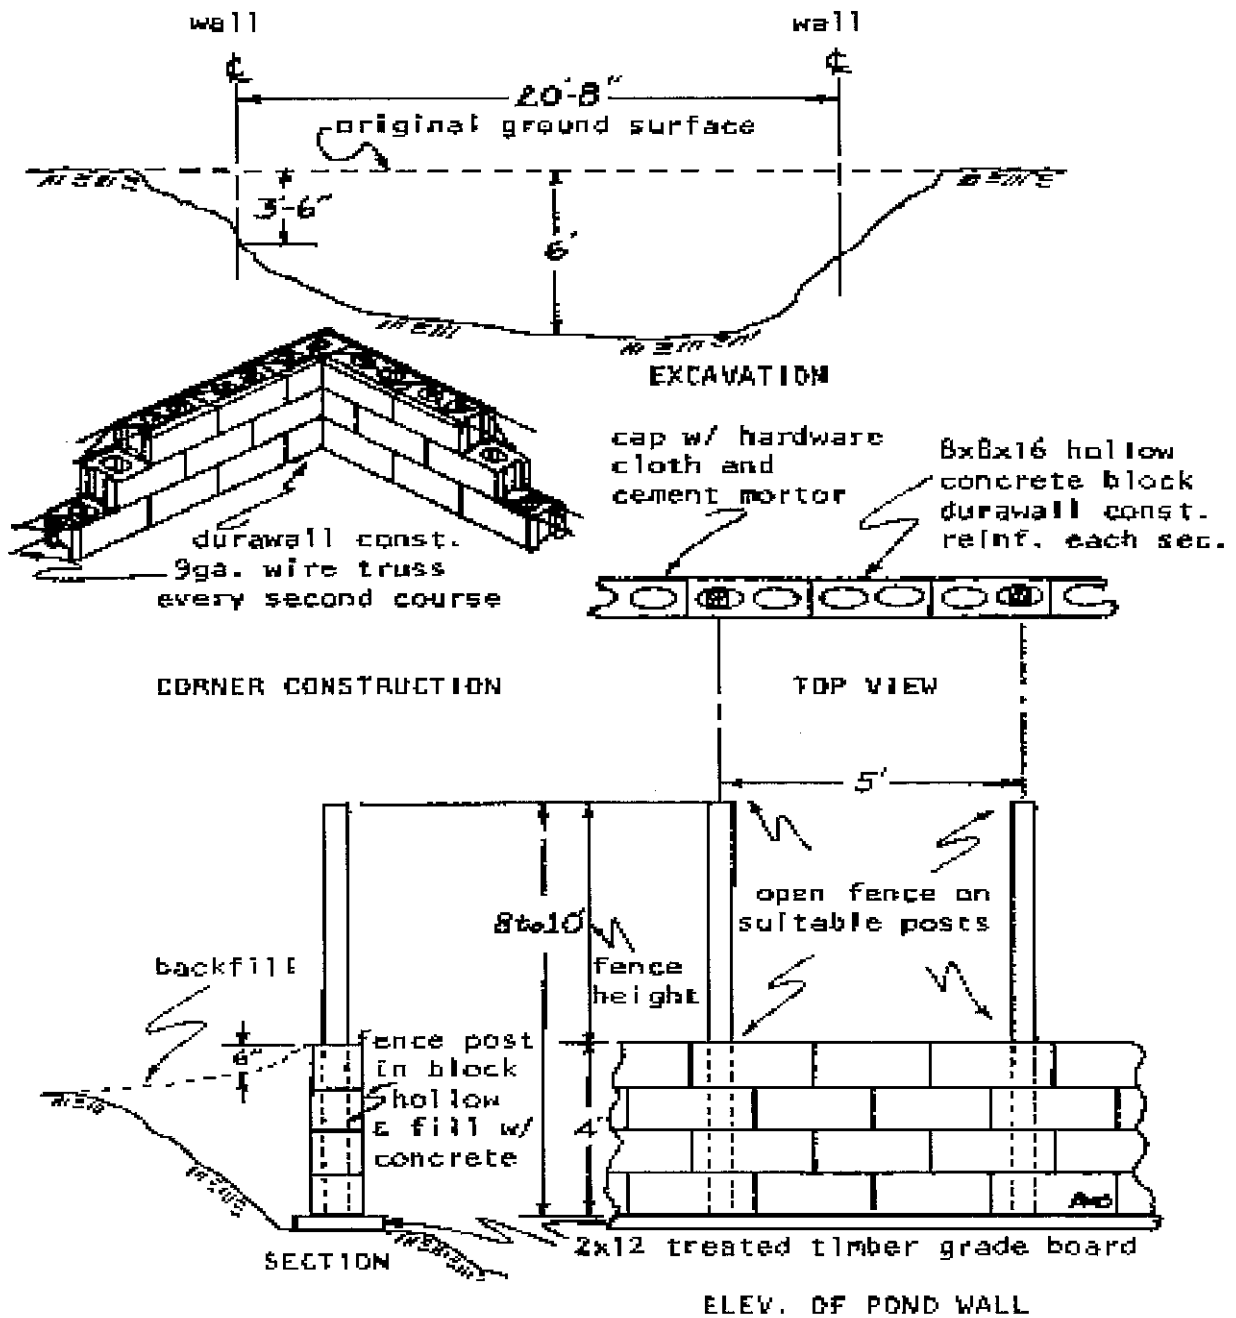 wall
wall
℄
℄
20'-8"
original ground surface
3'-6"
6'
EXCAVATION
cap w/ hardware
cloth and
cement mortor
8x8x16 hollow
concrete block
durawall const.
reinf. each sec.
durawall const.
9ga. wire truss
every second course
CORNER CONSTRUCTION
TOP VIEW
5'
open fence on
suitable posts
8to10'
fence
height
backfill
6"
fence post
in block
hollow
& fill w/
concrete
4'
2x12 treated timber grade board
SECTION
ELEV. OF POND WALL